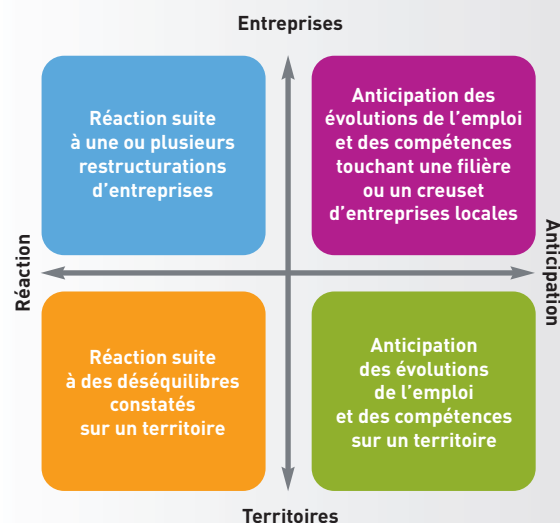 Entreprises
Réaction suite
à une ou plusieurs
restructurations
d'entreprises
Anticipation des
évolutions de l'emploi
et des compétences
touchant une filière
ou un creuset
d'entreprises locales
Réaction
Anticipation
Réaction suite
à des déséquilibres
constatés
sur un territoire
Anticipation
des évolutions
de l'emploi
et des compétences
sur un territoire
Territoires